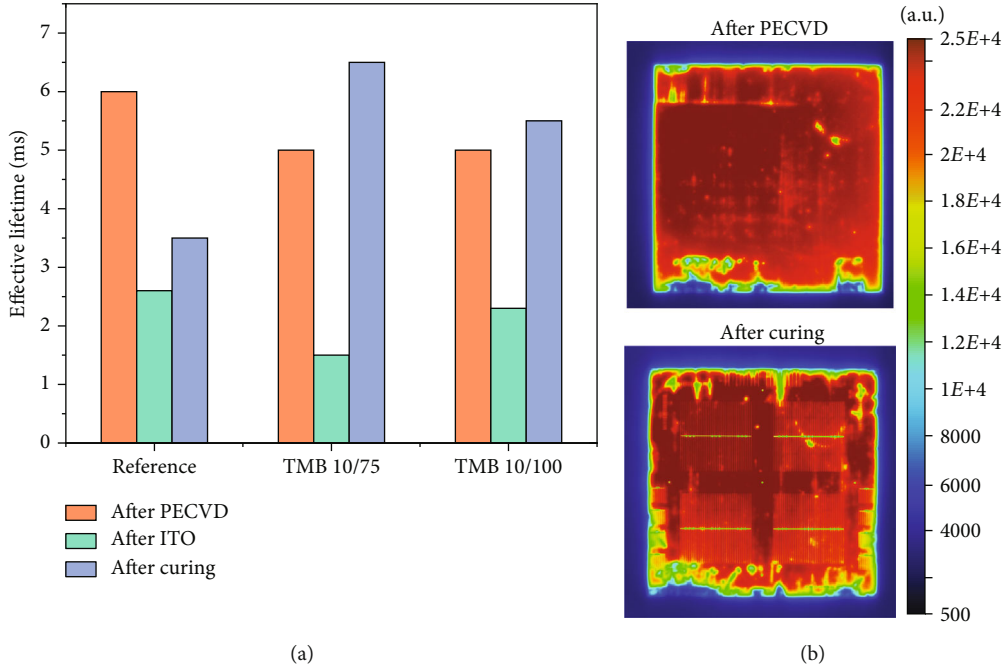 7
6
5
4
3
2
1
0
Effective lifetime (ms)
Reference
TMB 10/75
TMB 10/100
After PECVD
After ITO
After curing
(a)
After PECVD
After curing
(b)
(a.u.)
2.5E+4
2.2E+4
2E+4
1.8E+4
1.6E+4
1.4E+4
1.2E+4
1E+4
8000
6000
4000
500